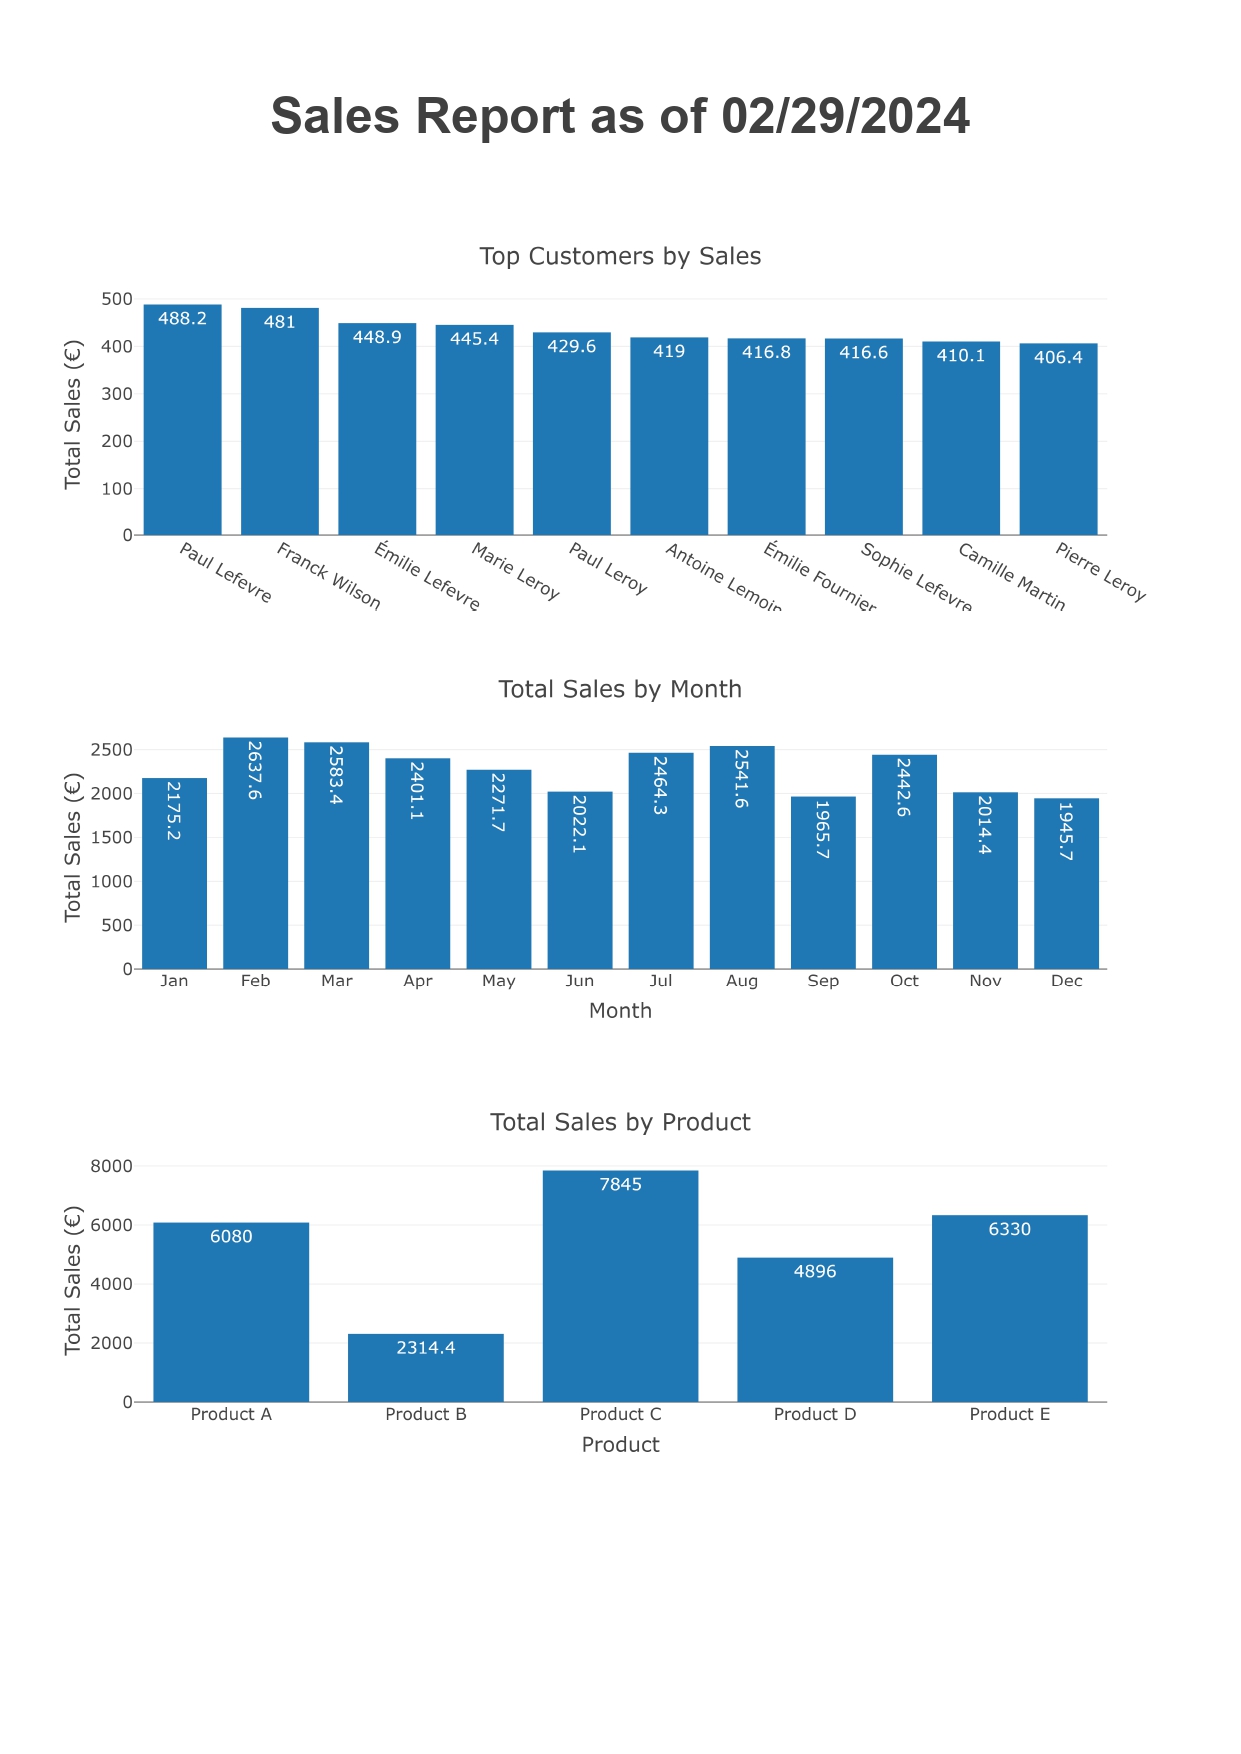 Sales Report as of 02/29/2024
Top Customers by Sales
Total Sales (€)
500
400
300
200
100
0
488.2
481
448.9
445.4
429.6
419
416.8
416.6
410.1
406.4
Paul Lefevre
Franck Wilson
Émilie Lefevre
Marie Leroy
Paul Leroy
Antoine Lemoin
Émilie Fournier
Sophie Lefevre
Camille Martin
Pierre Leroy
Total Sales by Month
Total Sales (€)
2500
2000
1500
1000
500
0
2175.2
2637.6
2583.4
2401.1
2271.7
2022.1
2464.3
2541.6
1965.7
2442.6
2014.4
1945.7
Jan Feb Mar Apr May Jun Jul Aug Sep Oct Nov Dec
Month
Total Sales by Product
Total Sales (€)
8000
6000
4000
2000
0
6080
2314.4
7845
4896
6330
Product A Product B Product C Product D Product E
Product